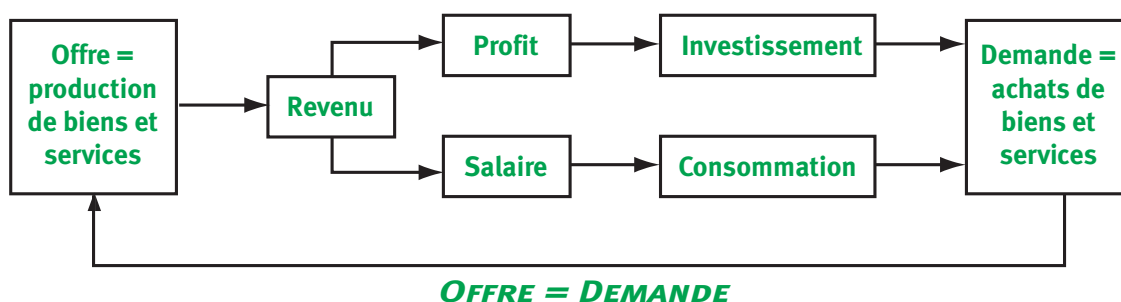 Offre =
production
de biens et
services
Revenu
Profit
Salaire
Investissement
Consommation
Demande =
achats de
biens et
services
OFFRE = DEMANDE